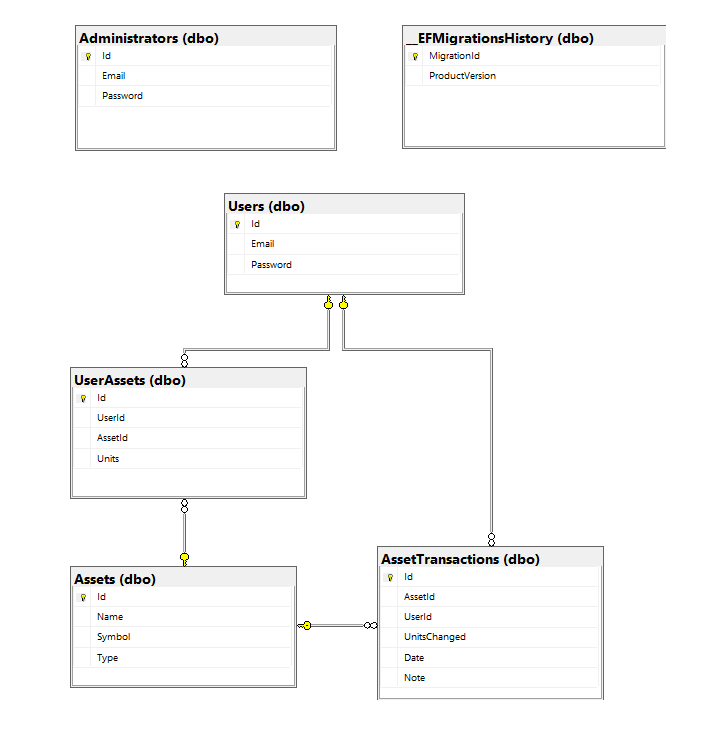 Administrators (dbo)
Id
Email
Password
__EFMigrationsHistory (dbo)
MigrationId
ProductVersion
Users (dbo)
Id
Email
Password
UserAssets (dbo)
Id
UserId
AssetId
Units
Assets (dbo)
Id
Name
Symbol
Type
AssetTransactions (dbo)
Id
AssetId
UserId
UnitsChanged
Date
Note